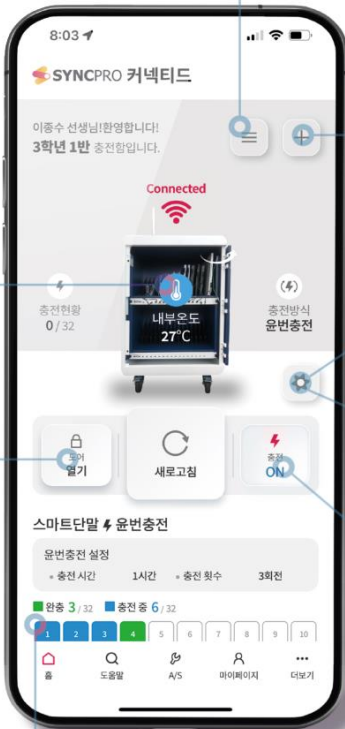 8:03
SYNCPRO 커넥티드
이종수 선생님!환영합니다!
3학년 1반 충전함입니다.
Connected
충전현황
0 / 32
내부온도
27°C
충전방식
윤번충전
도어
열기
새로고침
충전
ON
스마트단말 윤번충전
윤번충전 설정
• 충전 시간 1시간 • 충전 횟수 3회전
완충 3 / 32 충전 중 6 / 32
1 2 3 4 5 6 7 8 9 10
홈 도움말 A/S 마이페이지 더보기